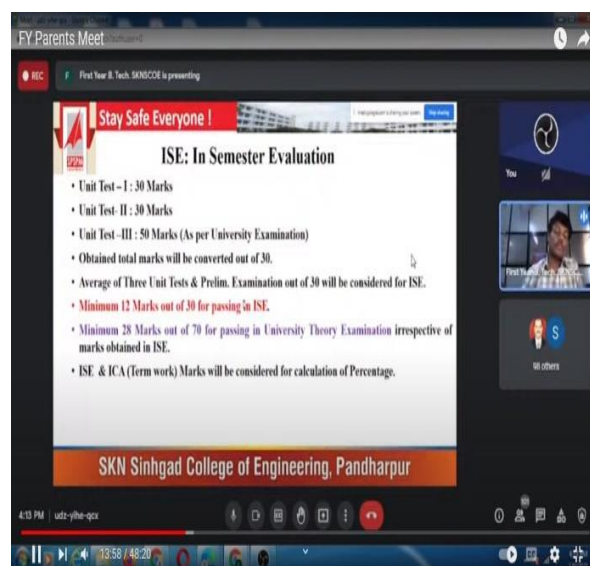 FY Parents Meet
REC
F First Year B. Tech. SKNSCOE is presenting
Stay Safe Everyone !
Stop sharing
ISE: In Semester Evaluation
• Unit Test – I : 30 Marks
• Unit Test- II : 30 Marks
• Unit Test –III : 50 Marks (As per University Examination)
• Obtained total marks will be converted out of 30.
• Average of Three Unit Tests & Prelim. Examination out of 30 will be considered for ISE.
• Minimum 12 Marks out of 30 for passing in ISE.
• Minimum 28 Marks out of 70 for passing in University Theory Examination irrespective of
marks obtained in ISE.
• ISE & ICA (Term work) Marks will be considered for calculation of Percentage.
SKN Sinhgad College of Engineering, Pandharpur
You
First Year B. Tech. SKNSC...
S
98 others
4:13 PM udz-yihe-qcx
13:58 / 48:20